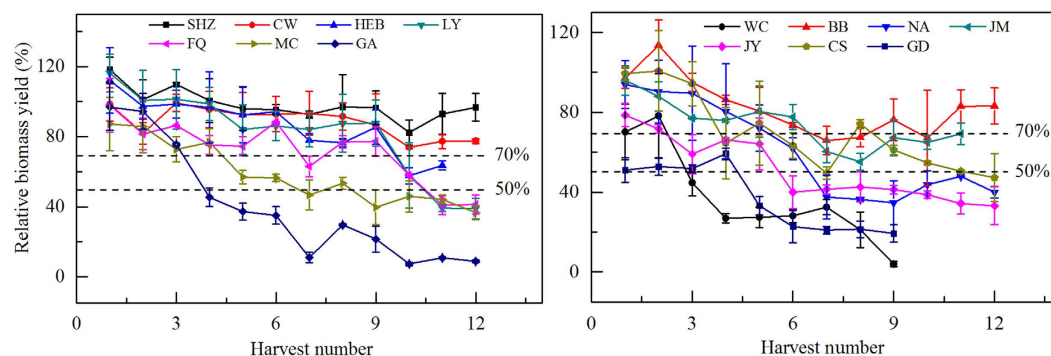 SHZ CW HEB LY
FQ MC GA
Relative biomass yield (%)
120
80
40
0
70%
50%
0 3 6 9 12
Harvest number
WC BB NA JM
JY CS GD
120
80
40
0
70%
50%
0 3 6 9 12
Harvest number